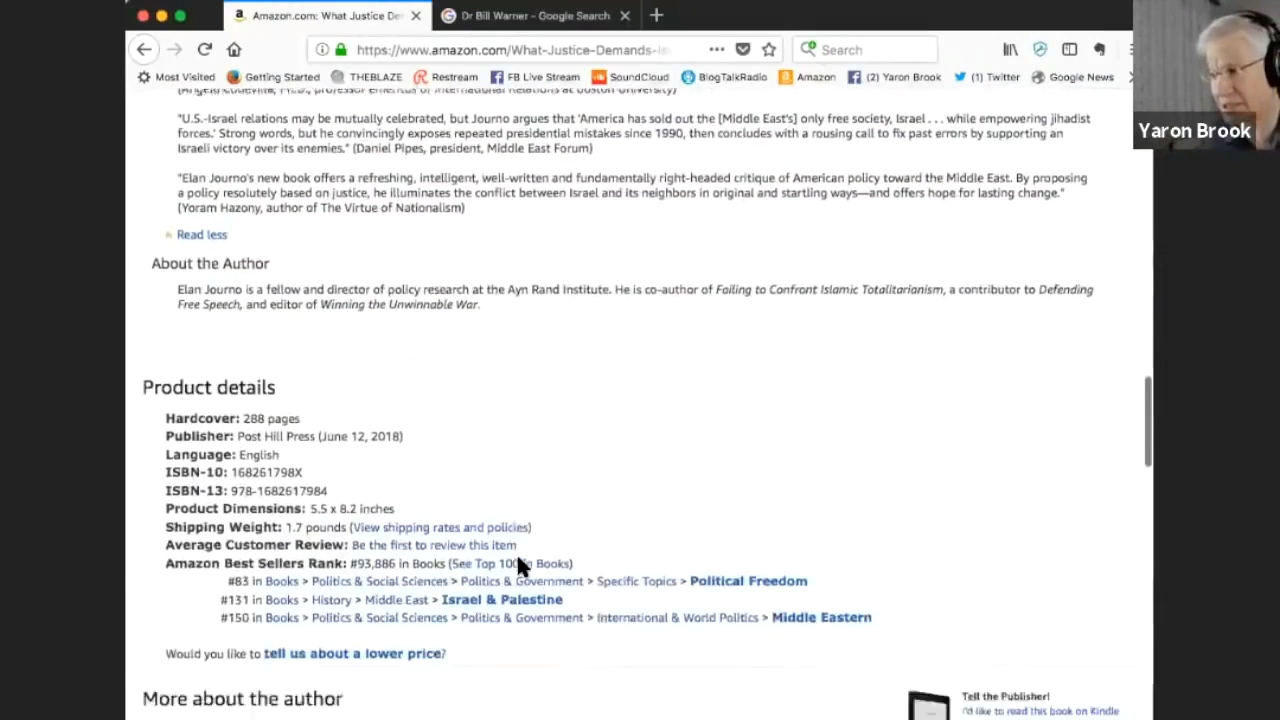 Amazon.com: What Justice De
Dr Bill Warner - Google Search
https://www.amazon.com/What-Justice-Demands-Is
Search
Most Visited Getting Started THEBLAZE Restream FB Live Stream SoundCloud BlogTalkRadio Amazon (2) Yaron Brook (1) Twitter Google News
Yaron Brook
(Angelo Codevilla, Ph.D., professor emeritus of International Relations at Boston University)
"U.S.-Israel relations may be mutually celebrated, but Journo argues that 'America has sold out the [Middle East's] only free society, Israel . . . while empowering jihadist
forces.' Strong words, but he convincingly exposes repeated presidential mistakes since 1990, then concludes with a rousing call to fix past errors by supporting an
Israeli victory over its enemies." (Daniel Pipes, president, Middle East Forum)
"Elan Journo's new book offers a refreshing, intelligent, well-written and fundamentally right-headed critique of American policy toward the Middle East. By proposing
a policy resolutely based on justice, he illuminates the conflict between Israel and its neighbors in original and startling ways—and offers hope for lasting change."
(Yoram Hazony, author of The Virtue of Nationalism)
Read less
About the Author
Elan Journo is a fellow and director of policy research at the Ayn Rand Institute. He is co-author of Failing to Confront Islamic Totalitarianism, a contributor to Defending
Free Speech, and editor of Winning the Unwinnable War.
Product details
Hardcover: 288 pages
Publisher: Post Hill Press (June 12, 2018)
Language: English
ISBN-10: 168261798X
ISBN-13: 978-1682617984
Product Dimensions: 5.5 x 8.2 inches
Shipping Weight: 1.7 pounds (View shipping rates and policies)
Average Customer Review: Be the first to review this item
Amazon Best Sellers Rank: #93,886 in Books (See Top 100 in Books)
#83 in Books > Politics & Social Sciences > Politics & Government > Specific Topics > Political Freedom
#131 in Books > History > Middle East > Israel & Palestine
#150 in Books > Politics & Social Sciences > Politics & Government > International & World Politics > Middle Eastern
Would you like to tell us about a lower price?
More about the author
Tell the Publisher!
I'd like to read this book on Kindle